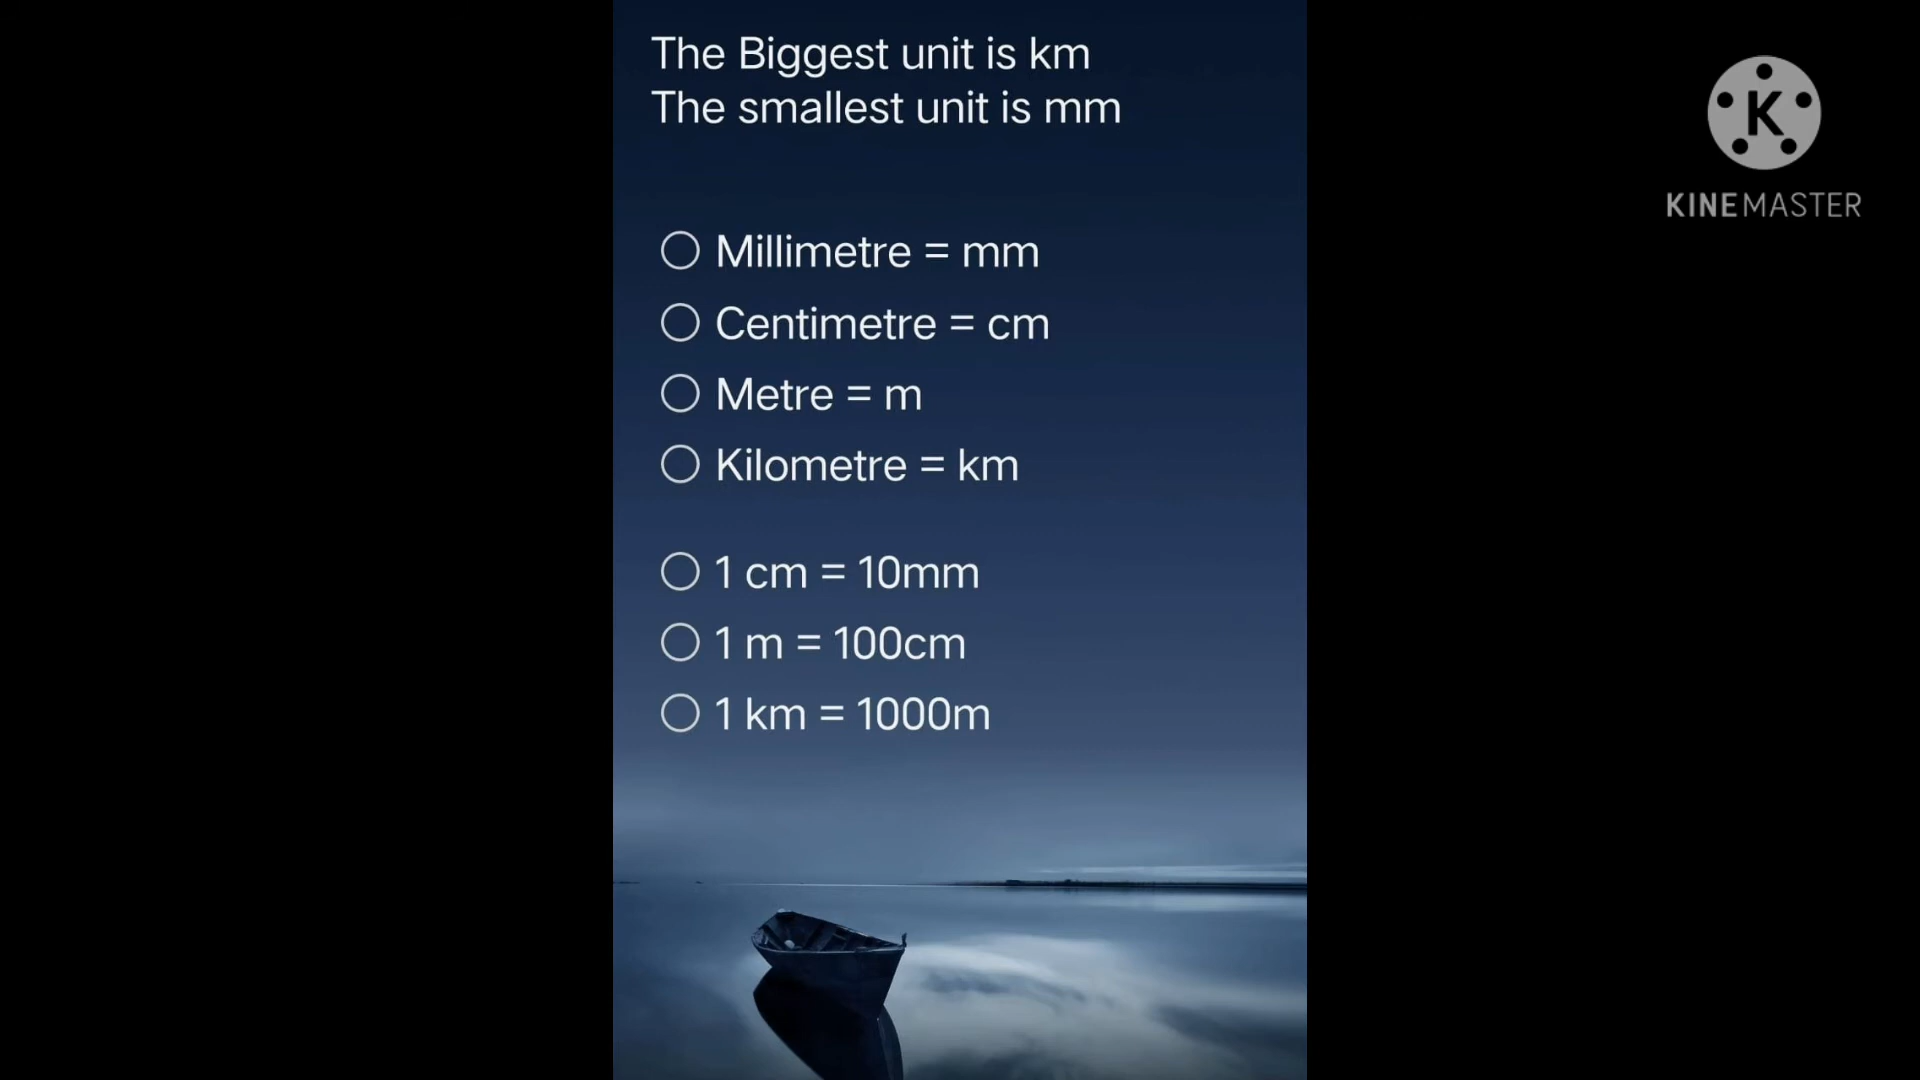 The Biggest unit is km
The smallest unit is mm
Millimetre = mm
Centimetre = cm
Metre = m
Kilometre = km
1 cm = 10mm
1 m = 100cm
1 km = 1000m
K
KINEMASTER